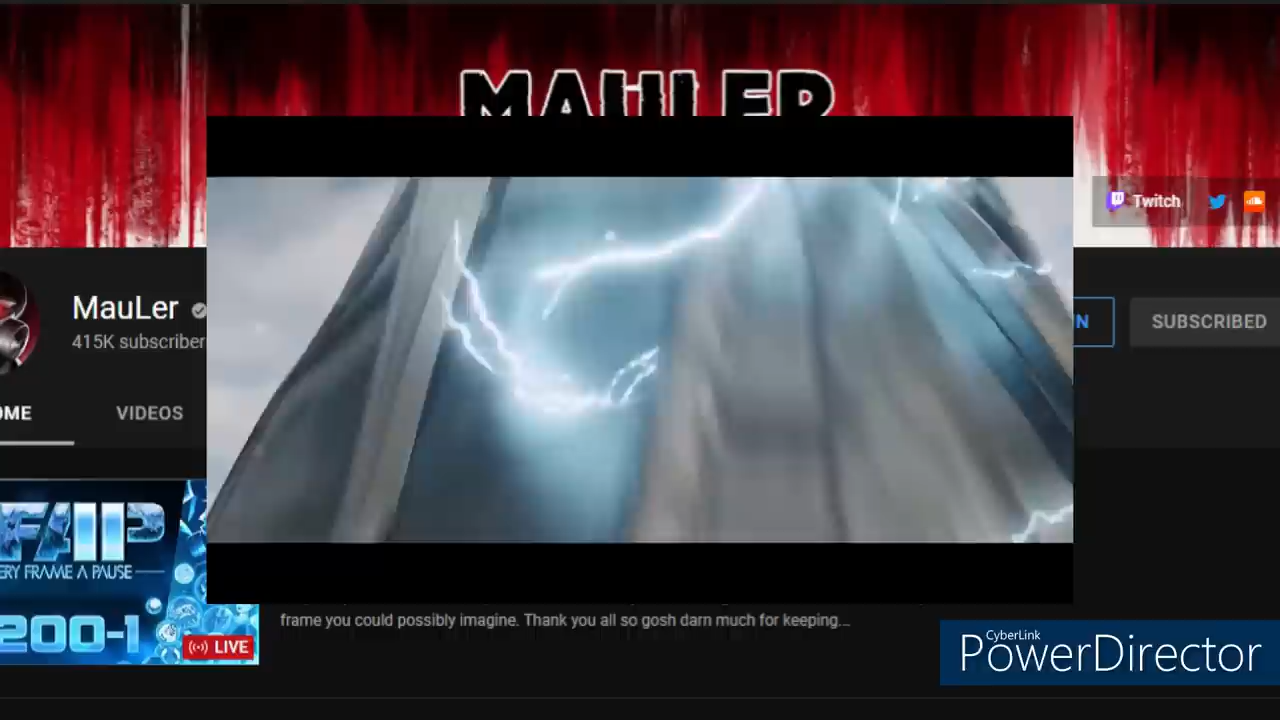 MAULER
Twitch
MauLer
415K subscriber
N
SUBSCRIBED
OME
VIDEOS
FAIIP
ERY FRAME A PAUSE
200-1
LIVE
frame you could possibly imagine. Thank you all so gosh darn much for keeping...
CyberLink
PowerDirector